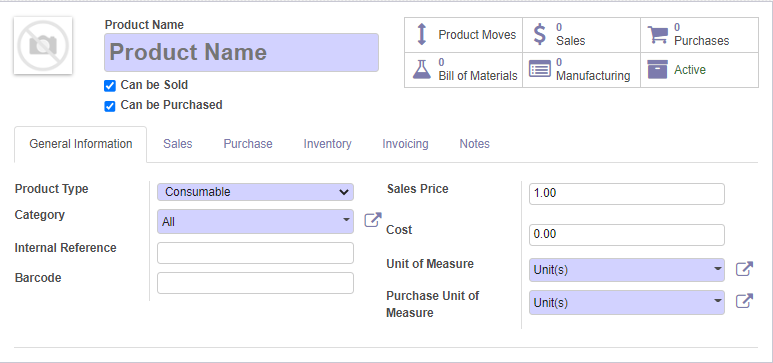 Product Name
Product Name
Can be Sold
Can be Purchased
Product Moves
0
Sales
0
Purchases
0
Bill of Materials
0
Manufacturing
Active
General Information Sales Purchase Inventory Invoicing Notes
Product Type Consumable
Category All
Internal Reference
Barcode
Sales Price 1.00
Cost 0.00
Unit of Measure Unit(s)
Purchase Unit of
Measure Unit(s)